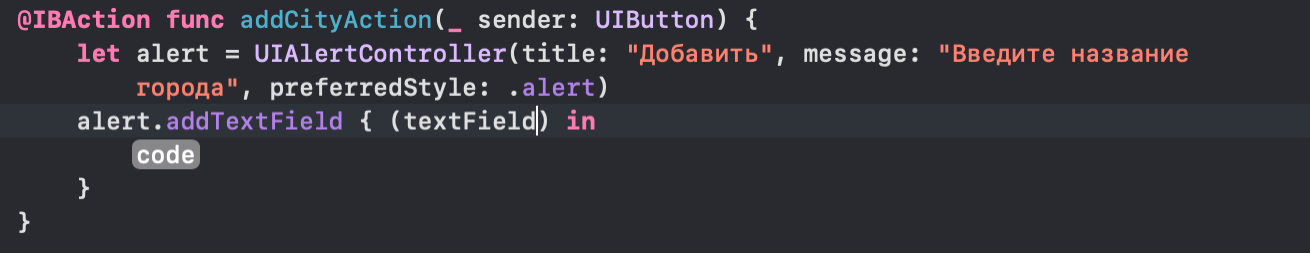 @IBAction func addCityAction(_ sender: UIButton) {
let alert = UIAlertController(title: "Добавить", message: "Введите название
города", preferredStyle: .alert)
alert.addTextField { (textField) in
code
}
}